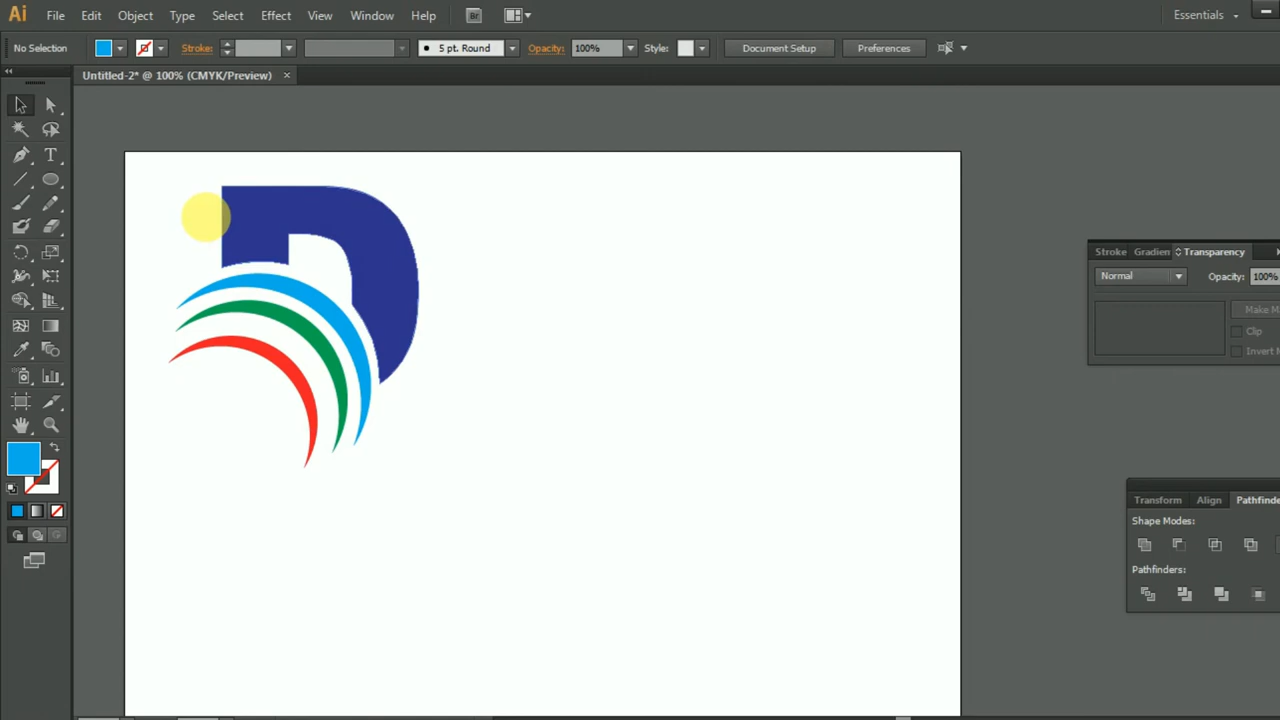 Ai File Edit Object Type Select Effect View Window Help Br Essentials
No Selection Stroke: 5 pt. Round Opacity: 100% Style: Document Setup Preferences
Untitled-2* @ 100% (CMYK/Preview) ×
T
Stroke Gradien Transparency
Normal Opacity: 100%
Make M
Clip
Invert M
Transform Align Pathfinde
Shape Modes:
Pathfinders: